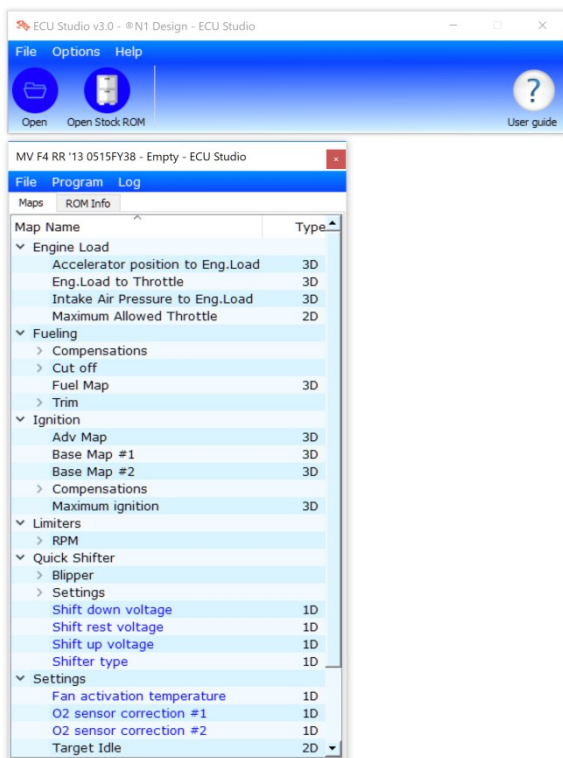 ECU Studio v3.0 - ®N1 Design - ECU Studio
File Options Help
Open Open Stock ROM User guide
MV F4 RR '13 0515FY38 - Empty - ECU Studio
File Program Log
Maps ROM Info
Map Name Type
Engine Load
Accelerator position to Eng.Load 3D
Eng.Load to Throttle 3D
Intake Air Pressure to Eng.Load 3D
Maximum Allowed Throttle 2D
Fueling
Compensations
Cut off
Fuel Map 3D
Trim
Ignition
Adv Map 3D
Base Map #1 3D
Base Map #2 3D
Compensations
Maximum ignition 3D
Limiters
RPM
Quick Shifter
Blipper
Settings
Shift down voltage 1D
Shift rest voltage 1D
Shift up voltage 1D
Shifter type 1D
Settings
Fan activation temperature 1D
O2 sensor correction #1 1D
O2 sensor correction #2 1D
Target Idle 2D